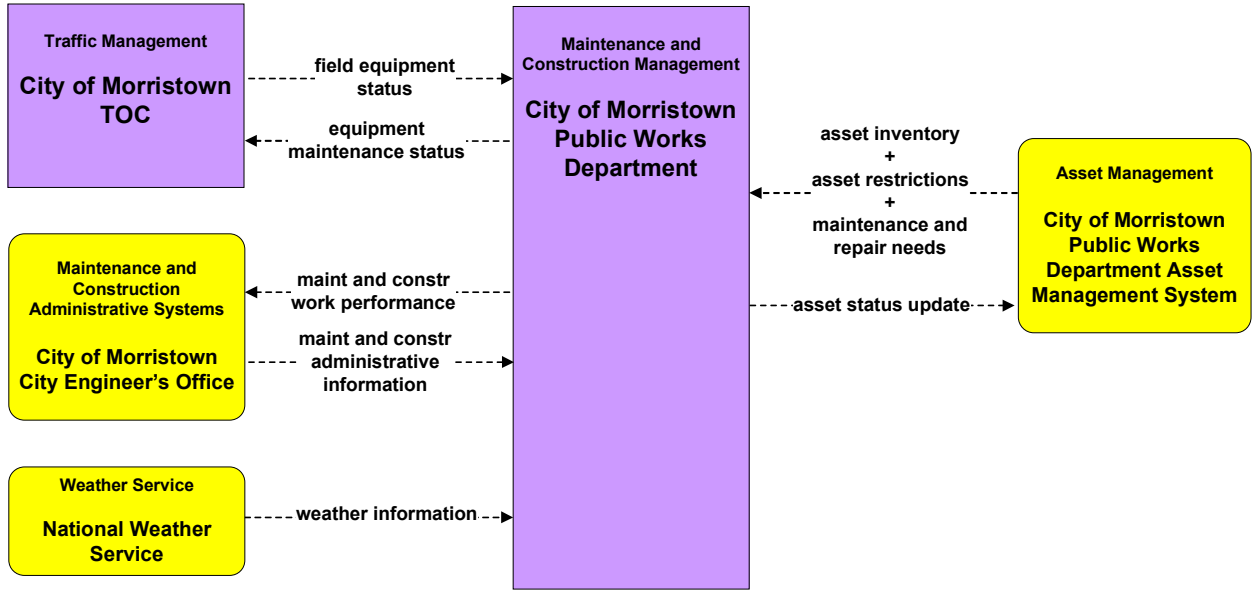 Traffic Management
City of Morristown
TOC
field equipment
status
equipment
maintenance status
Maintenance and
Construction Management
City of Morristown
Public Works
Department
asset inventory
+
asset restrictions
+
maintenance and
repair needs
asset status update
Asset Management
City of Morristown
Public Works
Department Asset
Management System
Maintenance and
Construction
Administrative Systems
City of Morristown
City Engineer’s Office
maint and constr
work performance
maint and constr
administrative
information
Weather Service
National Weather
Service
weather information